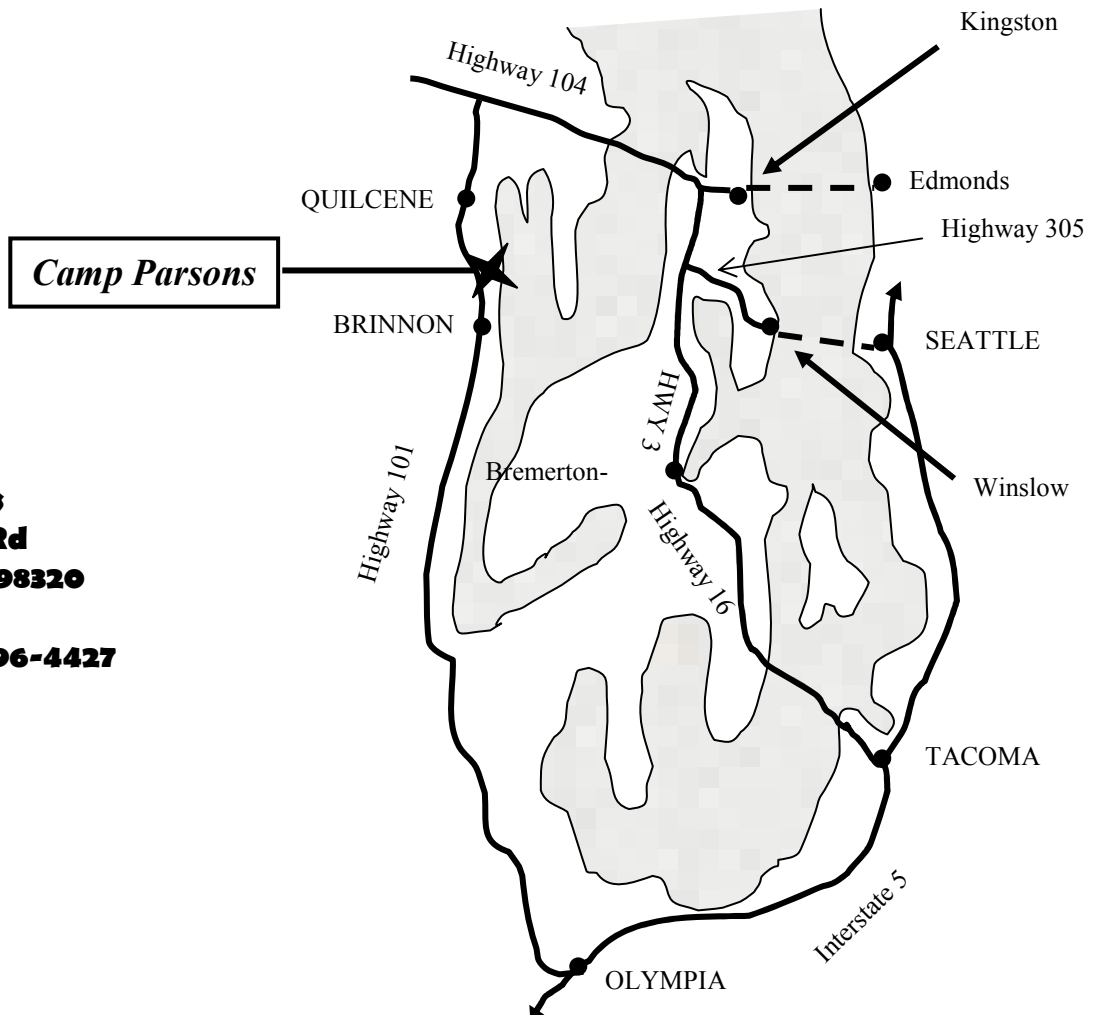 Kingston
Highway 104
Edmonds
QUILCENE
Highway 305
Camp Parsons
BRINNON
SEATTLE
HWY 3
Highway 101
Bremerton-
Winslow
Rd
98320
Highway 16
96-4427
TACOMA
Interstate 5
OLYMPIA